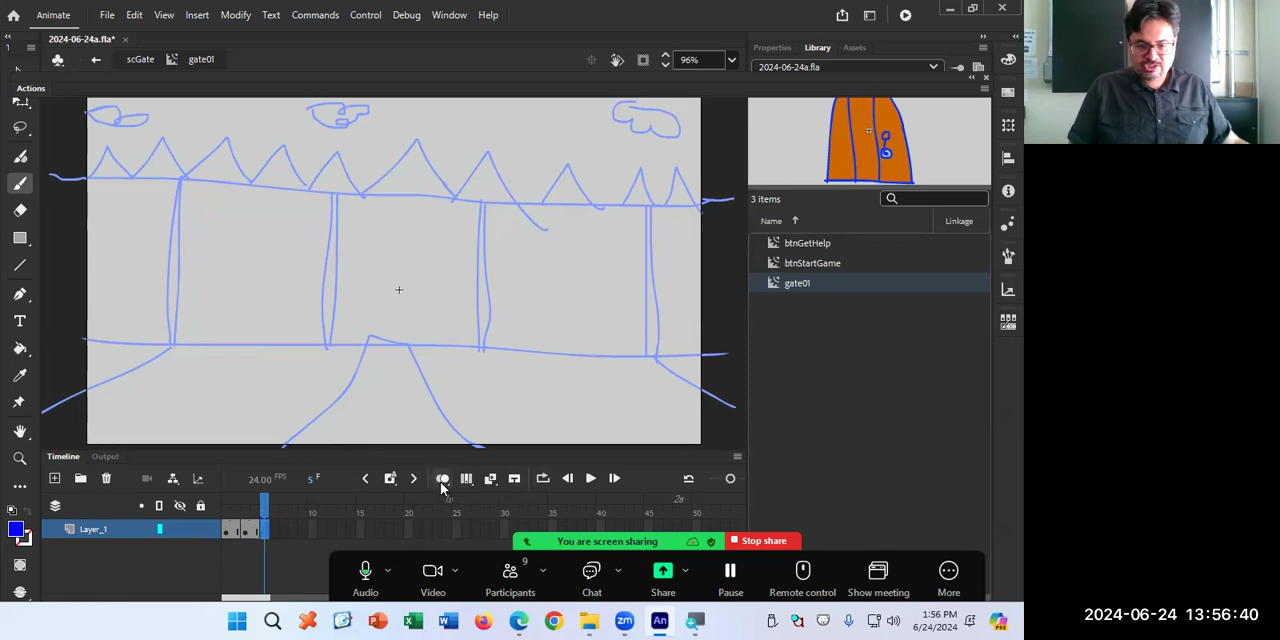 Animate File Edit View Insert Modify Text Commands Control Debug Window Help
2024-06-24a.fla* ×
scGate gate01 96%
Actions
Properties Library Assets
2024-06-24a.fla
3 items
Name Linkage
btnGetHelp
btnStartGame
gate01
Timeline Output
24.00 FPS 5 F
1s 2s
10 15 20 25 30 35 40 45 50
Layer_1
You are screen sharing Stop share
9
Audio Video Participants Chat Share Pause Remote control Show meeting More
1:56 PM
6/24/2024
2024-06-24 13:56:40